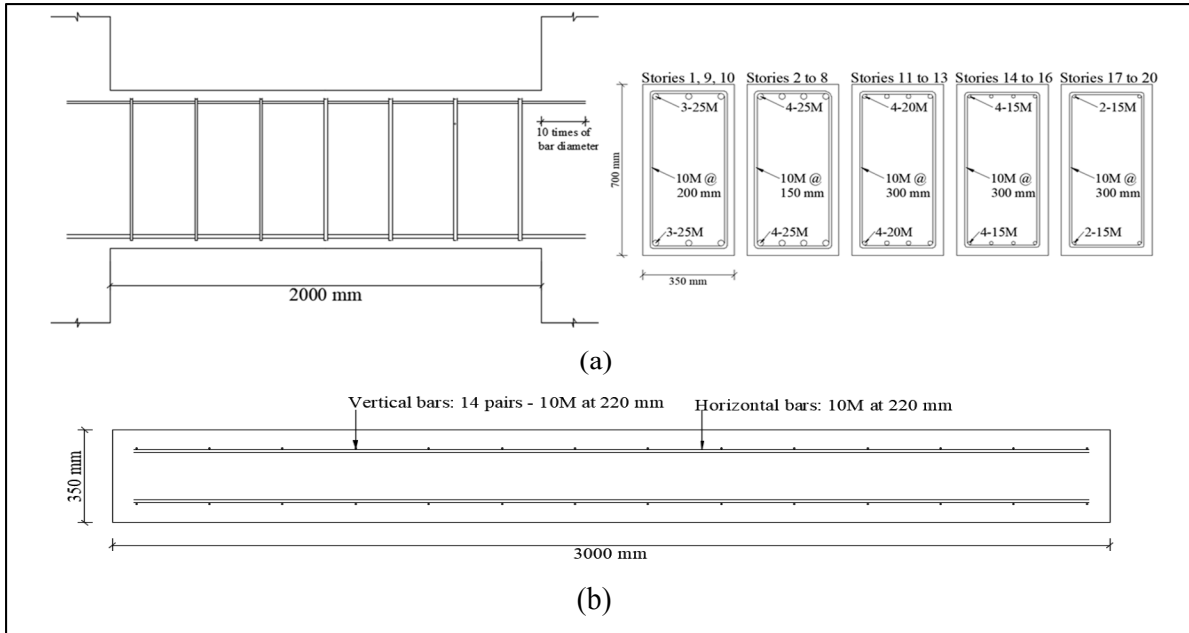 10 times of
bar diameter
2000 mm
Stories 1, 9, 10
Stories 2 to 8
Stories 11 to 13
Stories 14 to 16
Stories 17 to 20
3-25M
4-25M
4-20M
4-15M
2-15M
700 mm
10M @
200 mm
10M @
150 mm
10M @
300 mm
10M @
300 mm
10M @
300 mm
3-25M
4-25M
4-20M
4-15M
2-15M
350 mm
(a)
Vertical bars: 14 pairs - 10M at 220 mm
Horizontal bars: 10M at 220 mm
350 mm
3000 mm
(b)